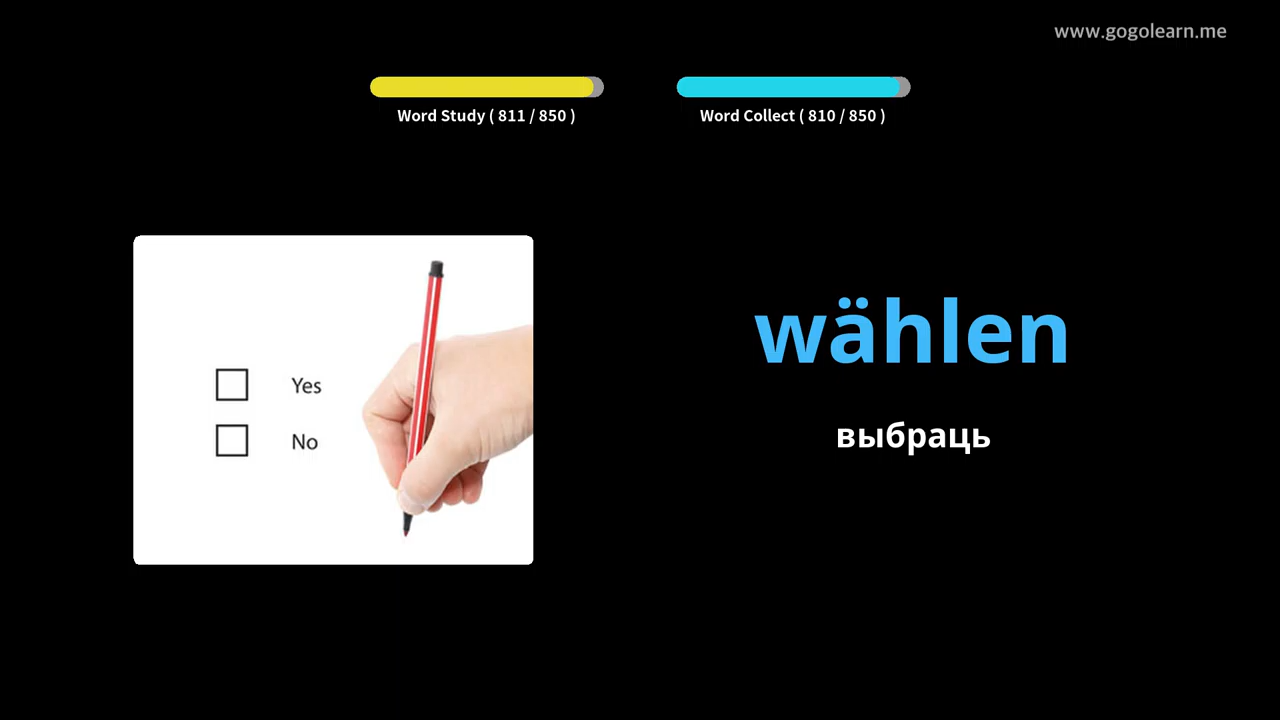 www.gogolearn.me
Word Study ( 811 / 850 )
Word Collect ( 810 / 850 )
Yes
No
wählen
выбраць